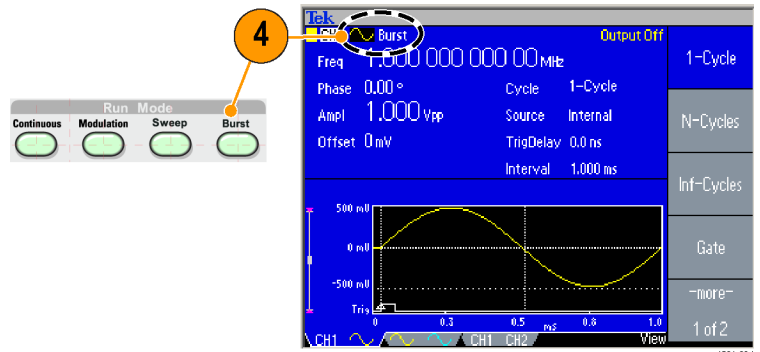 4
Run Mode
Continuous Modulation Sweep Burst
Tek
Burst Output Off
Freq 1.000 000 000 00 MHz
Phase 0.00 °
Cycle 1-Cycle
Ampl 1.000 Vpp
Source Internal
Offset 0 mV
TrigDelay 0.0 ns
Interval 1.000 ms
1-Cycle
N-Cycles
Inf-Cycles
Gate
-more-
1 of 2
500 mU
0 mU
-500 mU
Trig
0 0.3 0.5 ms 0.8 1.0
CH1 CH1 CH2 View